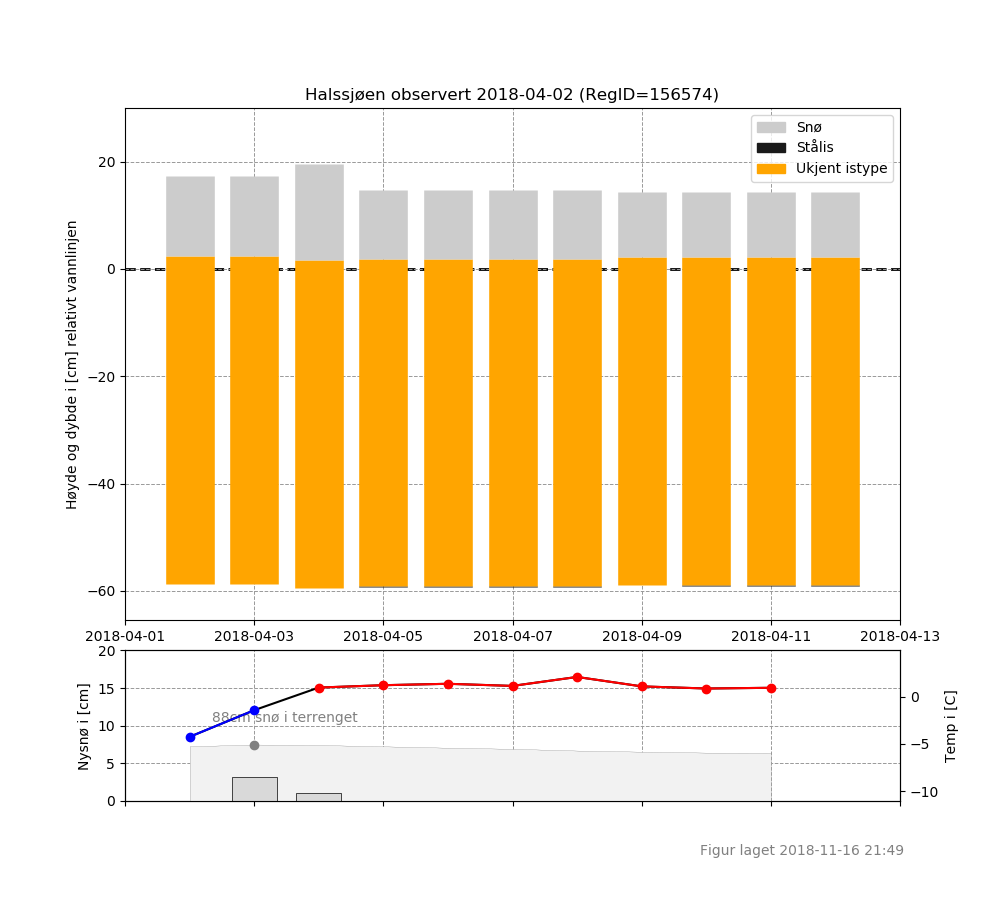 Halssjøen observert 2018-04-02 (RegID=156574)
Snø
Stålis
Ukjent istype
Høyde og dybde i [cm] relativt vannlinjen
20
0
−20
−40
−60
2018-04-01 2018-04-03 2018-04-05 2018-04-07 2018-04-09 2018-04-11 2018-04-13
Nysnø i [cm]
20
15
10
5
0
88cm snø i terrenget
0
−5
−10
Temp i [C]
Figur laget 2018-11-16 21:49